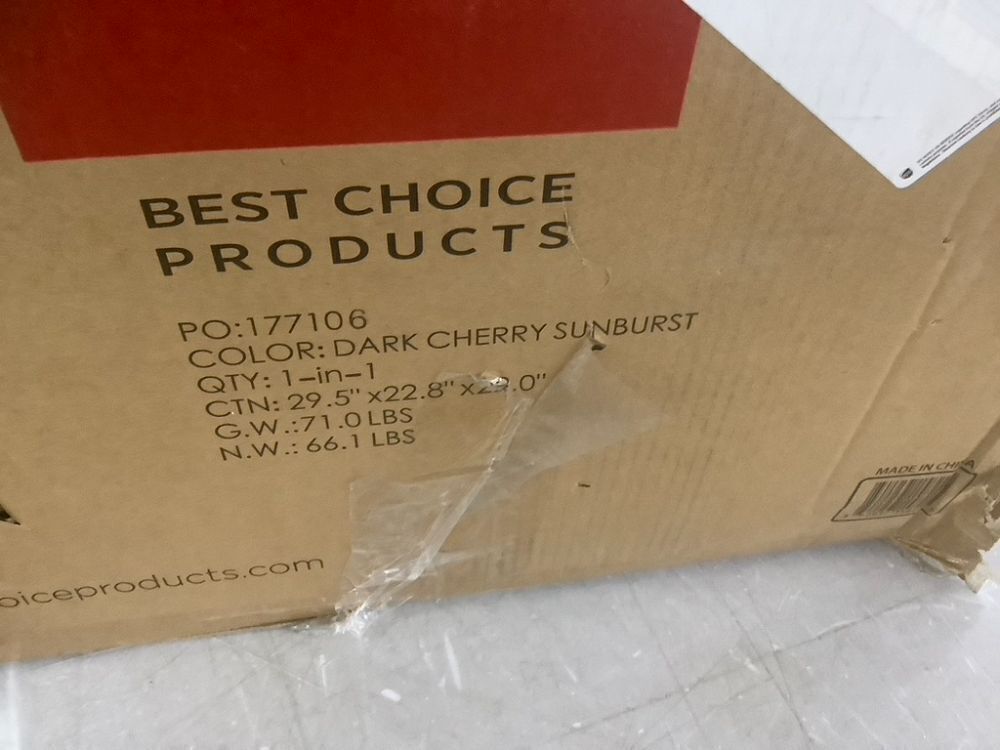 BEST CHOICE
PRODUCTS
PO:177106
COLOR: DARK CHERRY SUNBURST
QTY: 1-in-1
CTN: 29.5" x22.8"
G.W.:71.0 LBS
N.W.: 66.1 LBS
oiceproducts.com
MADE IN